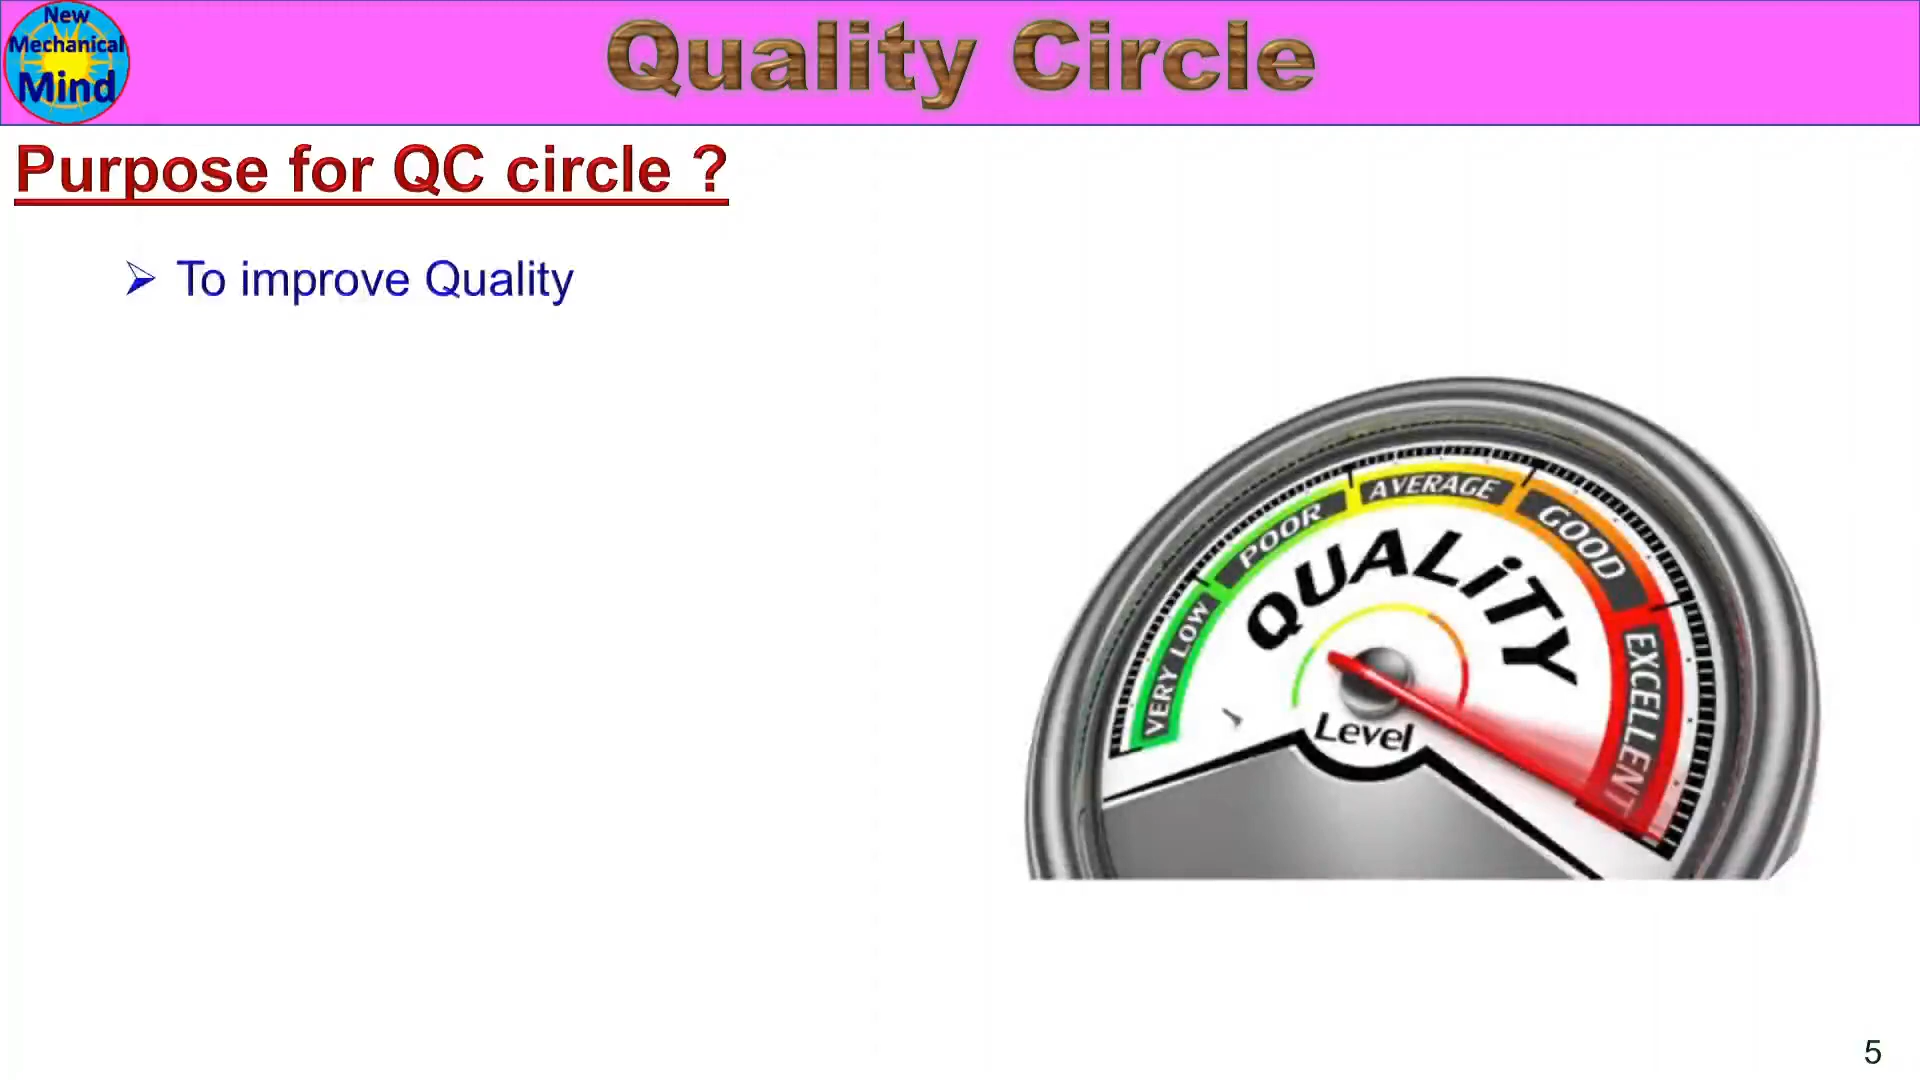 New
Mechanical
Mind
Quality Circle
Purpose for QC circle ?
➢ To improve Quality
VERY LOW
POOR
AVERAGE
GOOD
EXCELLENT
QUALiTY
Level
5